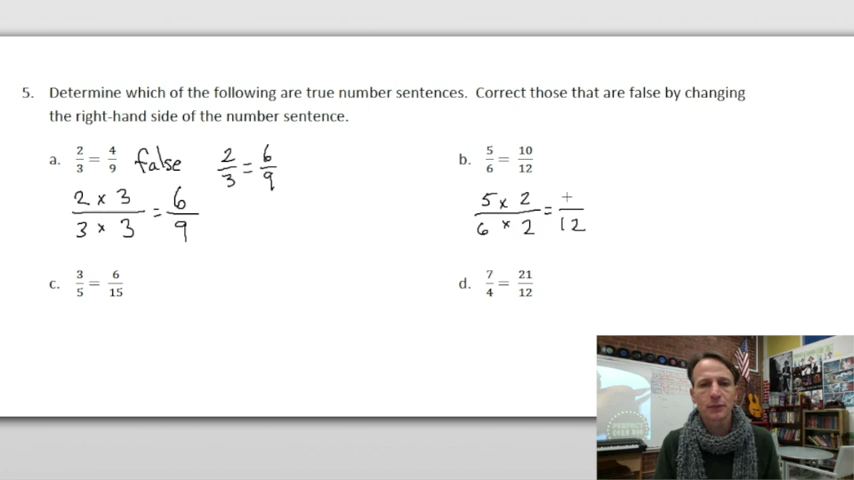 5. Determine which of the following are true number sentences. Correct those that are false by changing
the right-hand side of the number sentence.
a. 2/3 = 4/9 false 2/3 = 6/9
2 x 3 / 3 x 3 = 6/9
b. 5/6 = 10/12
5 x 2 / 6 x 2 = /12
c. 3/5 = 6/15
d. 7/4 = 21/12